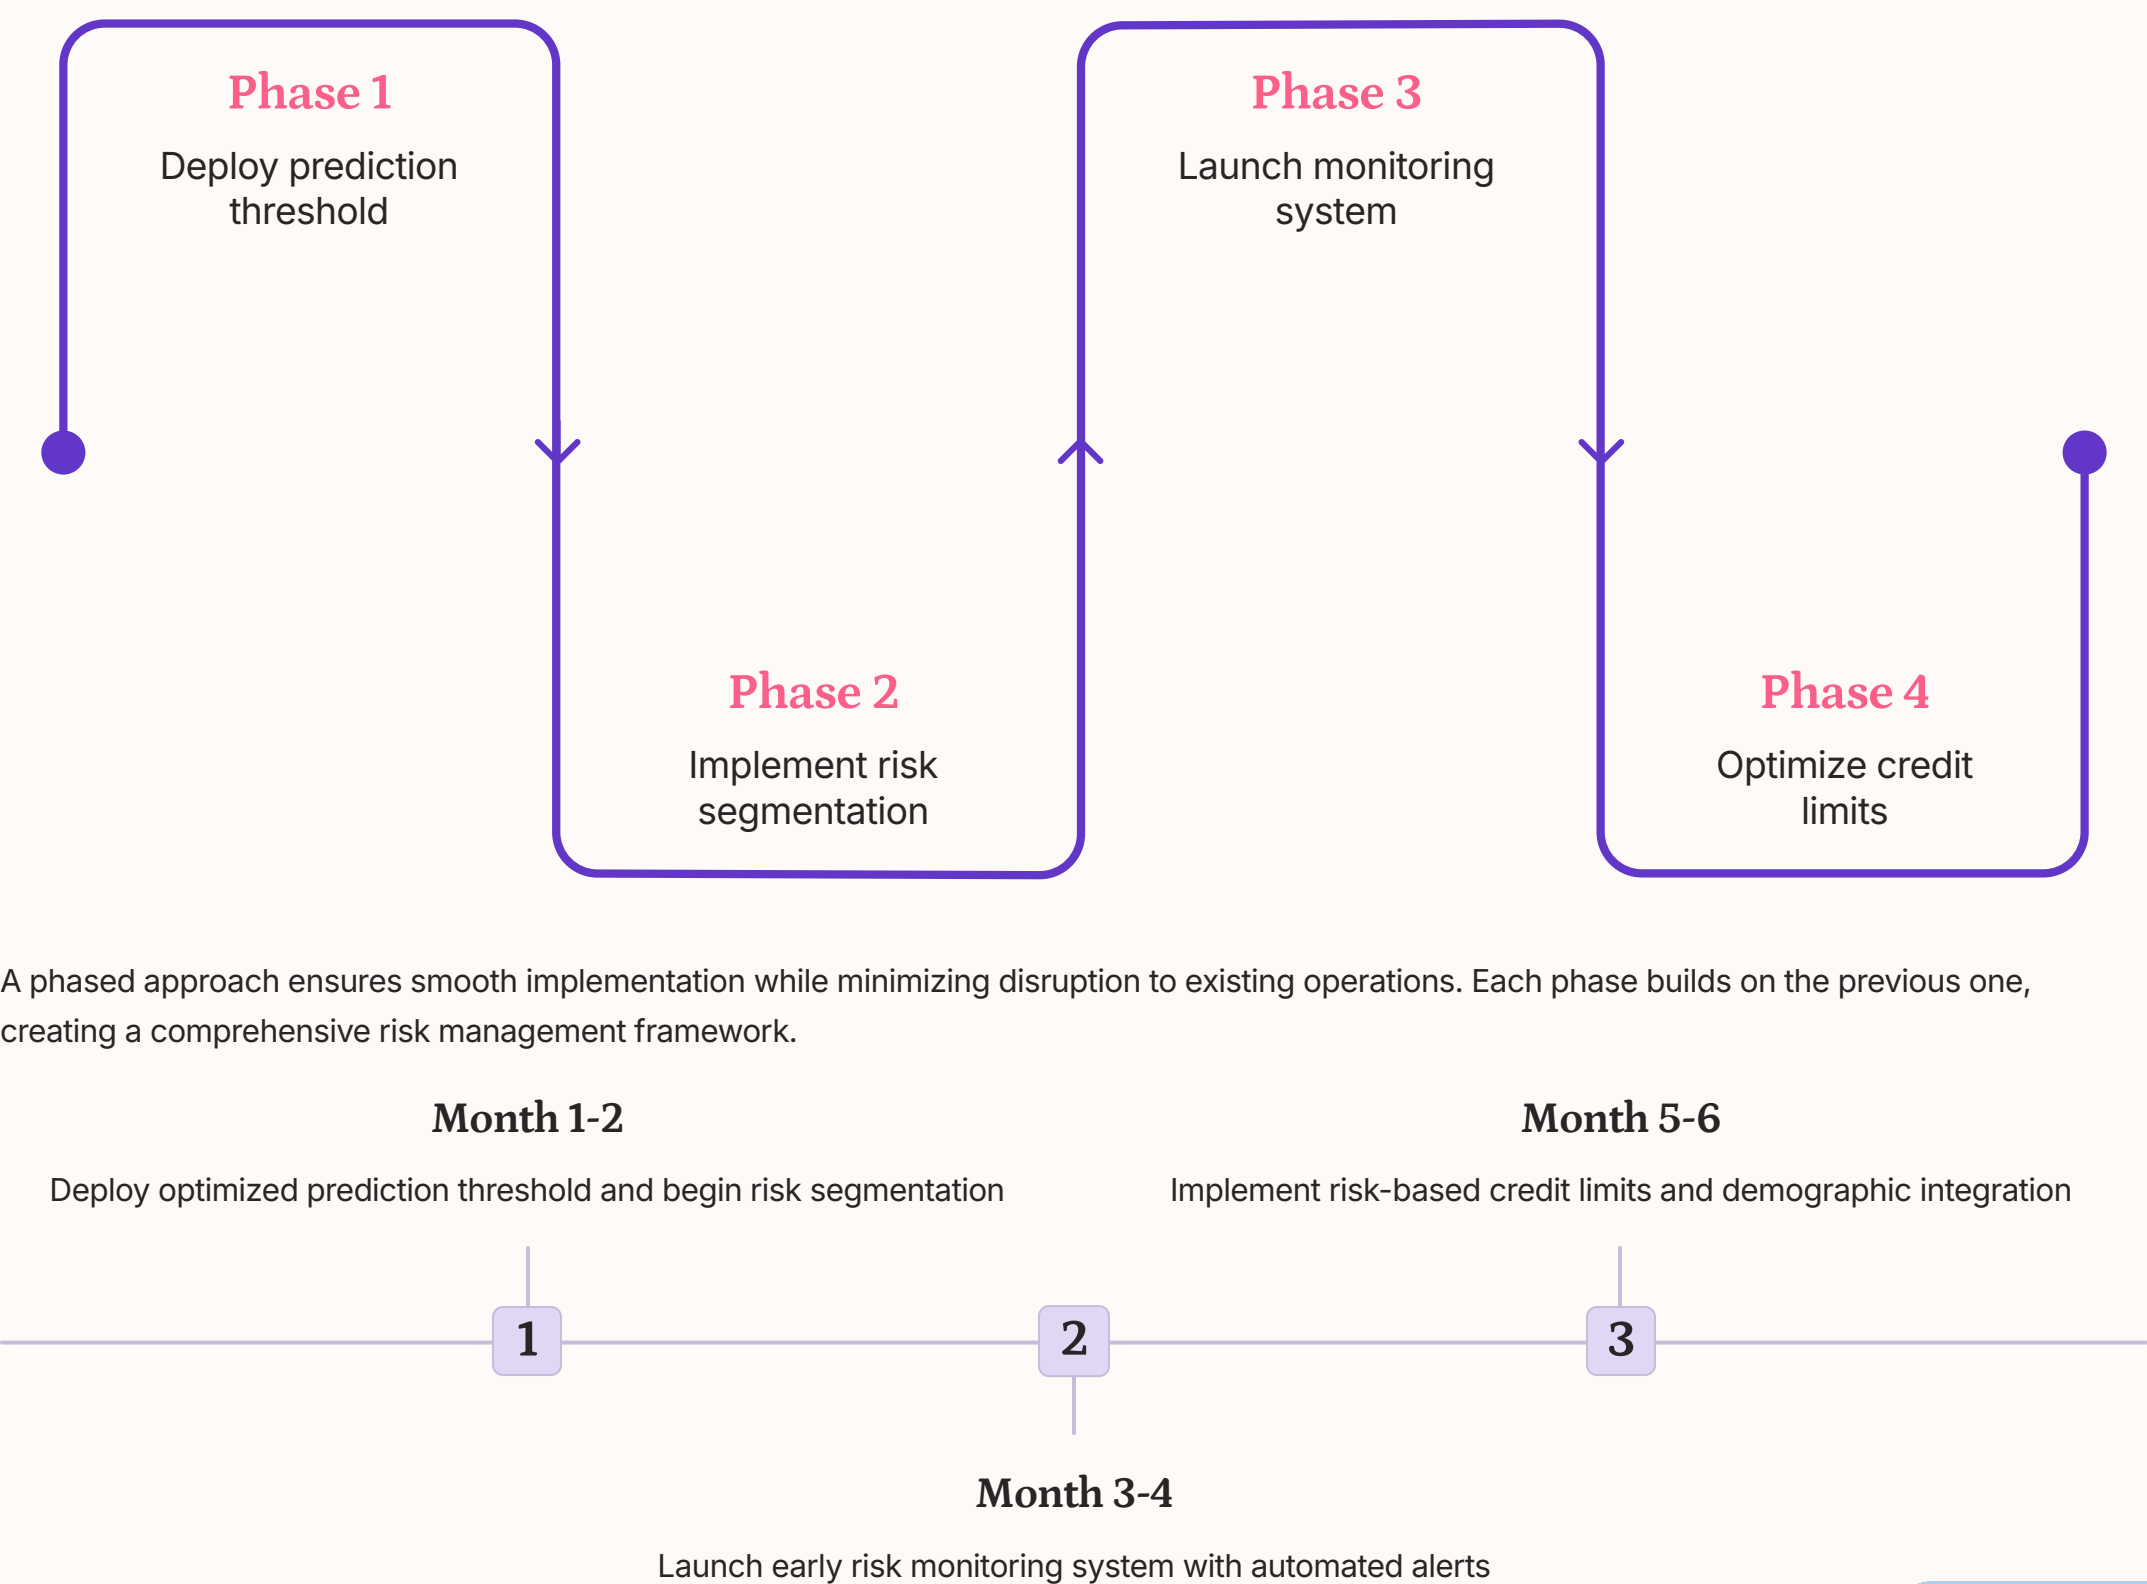 Phase 1
Deploy prediction
threshold
Phase 2
Implement risk
segmentation
Phase 3
Launch monitoring
system
Phase 4
Optimize credit
limits
A phased approach ensures smooth implementation while minimizing disruption to existing operations. Each phase builds on the previous one,
creating a comprehensive risk management framework.
Month 1-2
Deploy optimized prediction threshold and begin risk segmentation
1
2
Month 3-4
Launch early risk monitoring system with automated alerts
Month 5-6
Implement risk-based credit limits and demographic integration
3